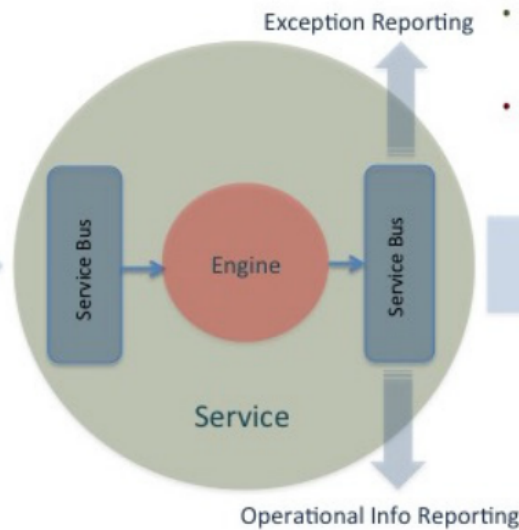 Exception Reporting
Service Bus
Engine
Service Bus
Service
Operational Info Reporting